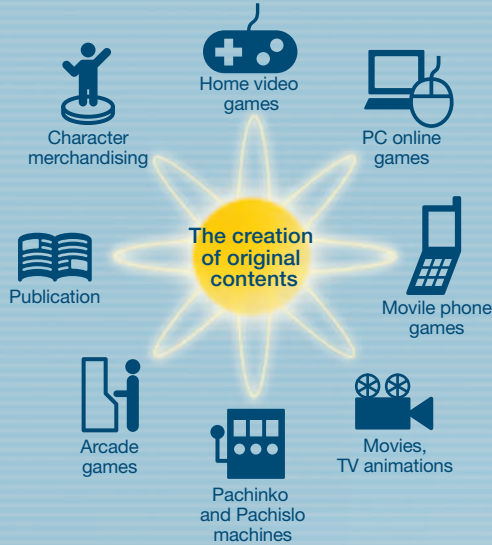 Home video
games
Character
merchandising
PC online
games
The creation
of original
contents
Publication
Movile phone
games
Arcade
games
Movies,
TV animations
Pachinko
and Pachislo
machines